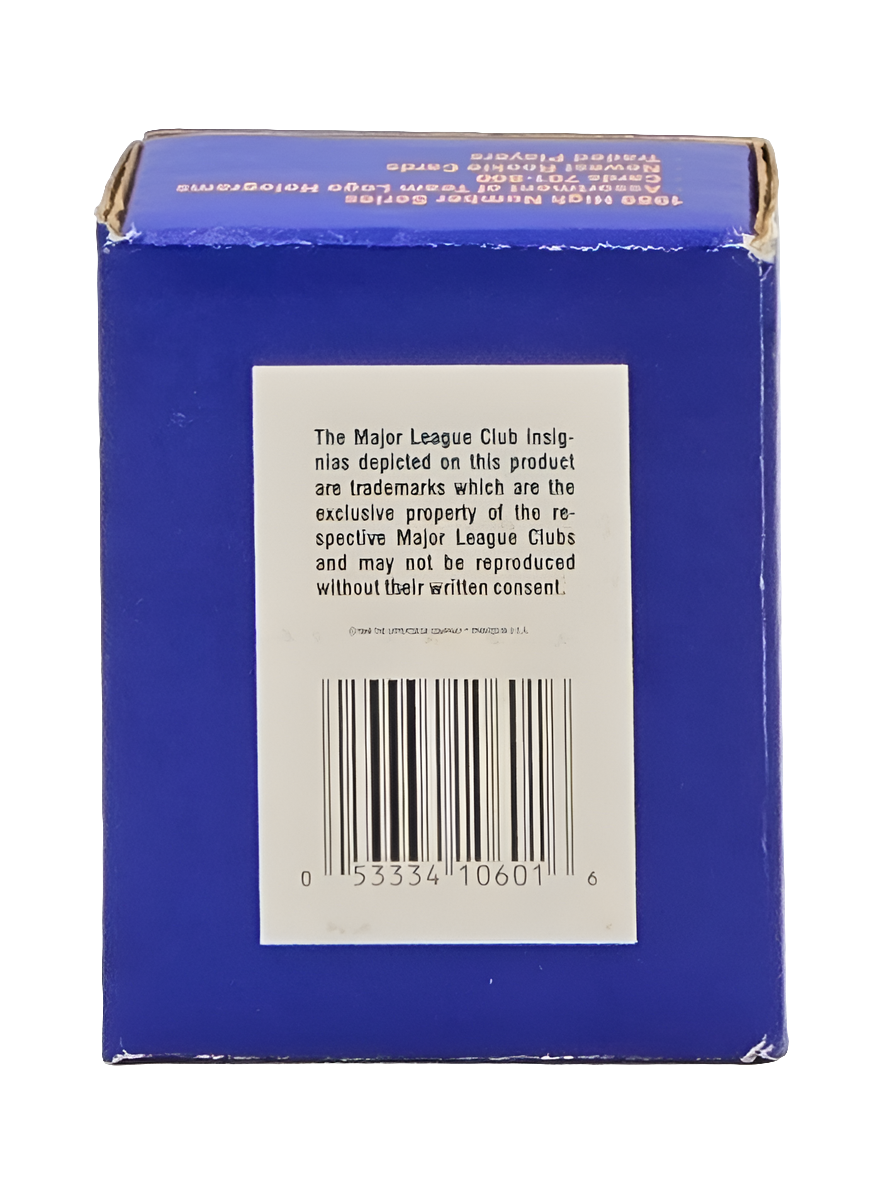 1989 High Number Series
Assortment of Team Logo Holograms
Cards 701-800
Newest Rookie Cards
Traded Players
The Major League Club Insig-
nias depicted on this product
are trademarks which are the
exclusive property of the re-
spective Major League Clubs
and may not be reproduced
without their written consent.
0 53334 10601 6